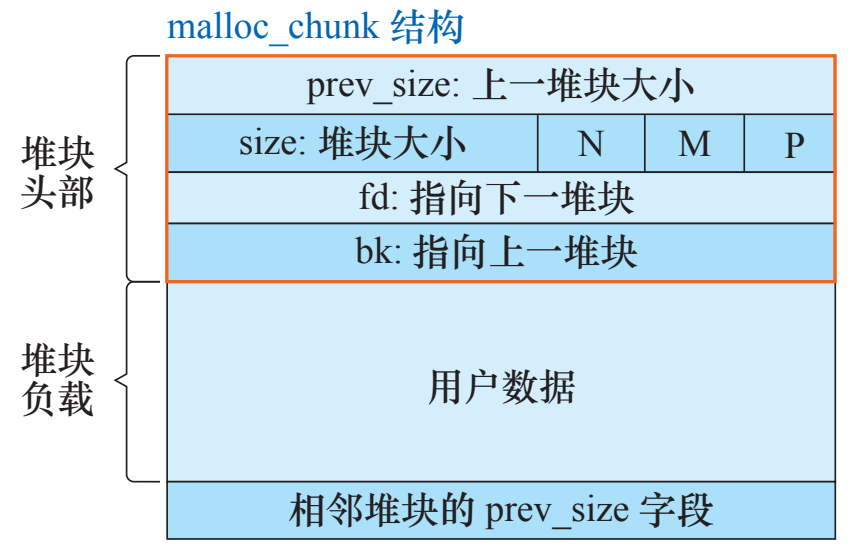 malloc_chunk 结构
prev_size: 上一堆块大小
size: 堆块大小 N M P
堆块
头部
fd: 指向下一堆块
bk: 指向上一堆块
堆块
负载
用户数据
相邻堆块的 prev_size 字段